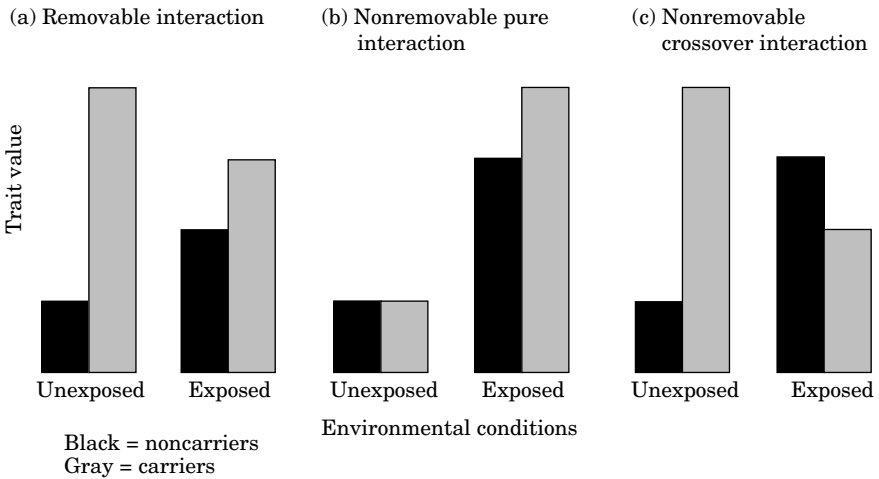 (a) Removable interaction
(b) Nonremovable pure
interaction
(c) Nonremovable
crossover interaction
Trait value
Unexposed
Exposed
Unexposed
Exposed
Unexposed
Exposed
Environmental conditions
Black = noncarriers
Gray = carriers